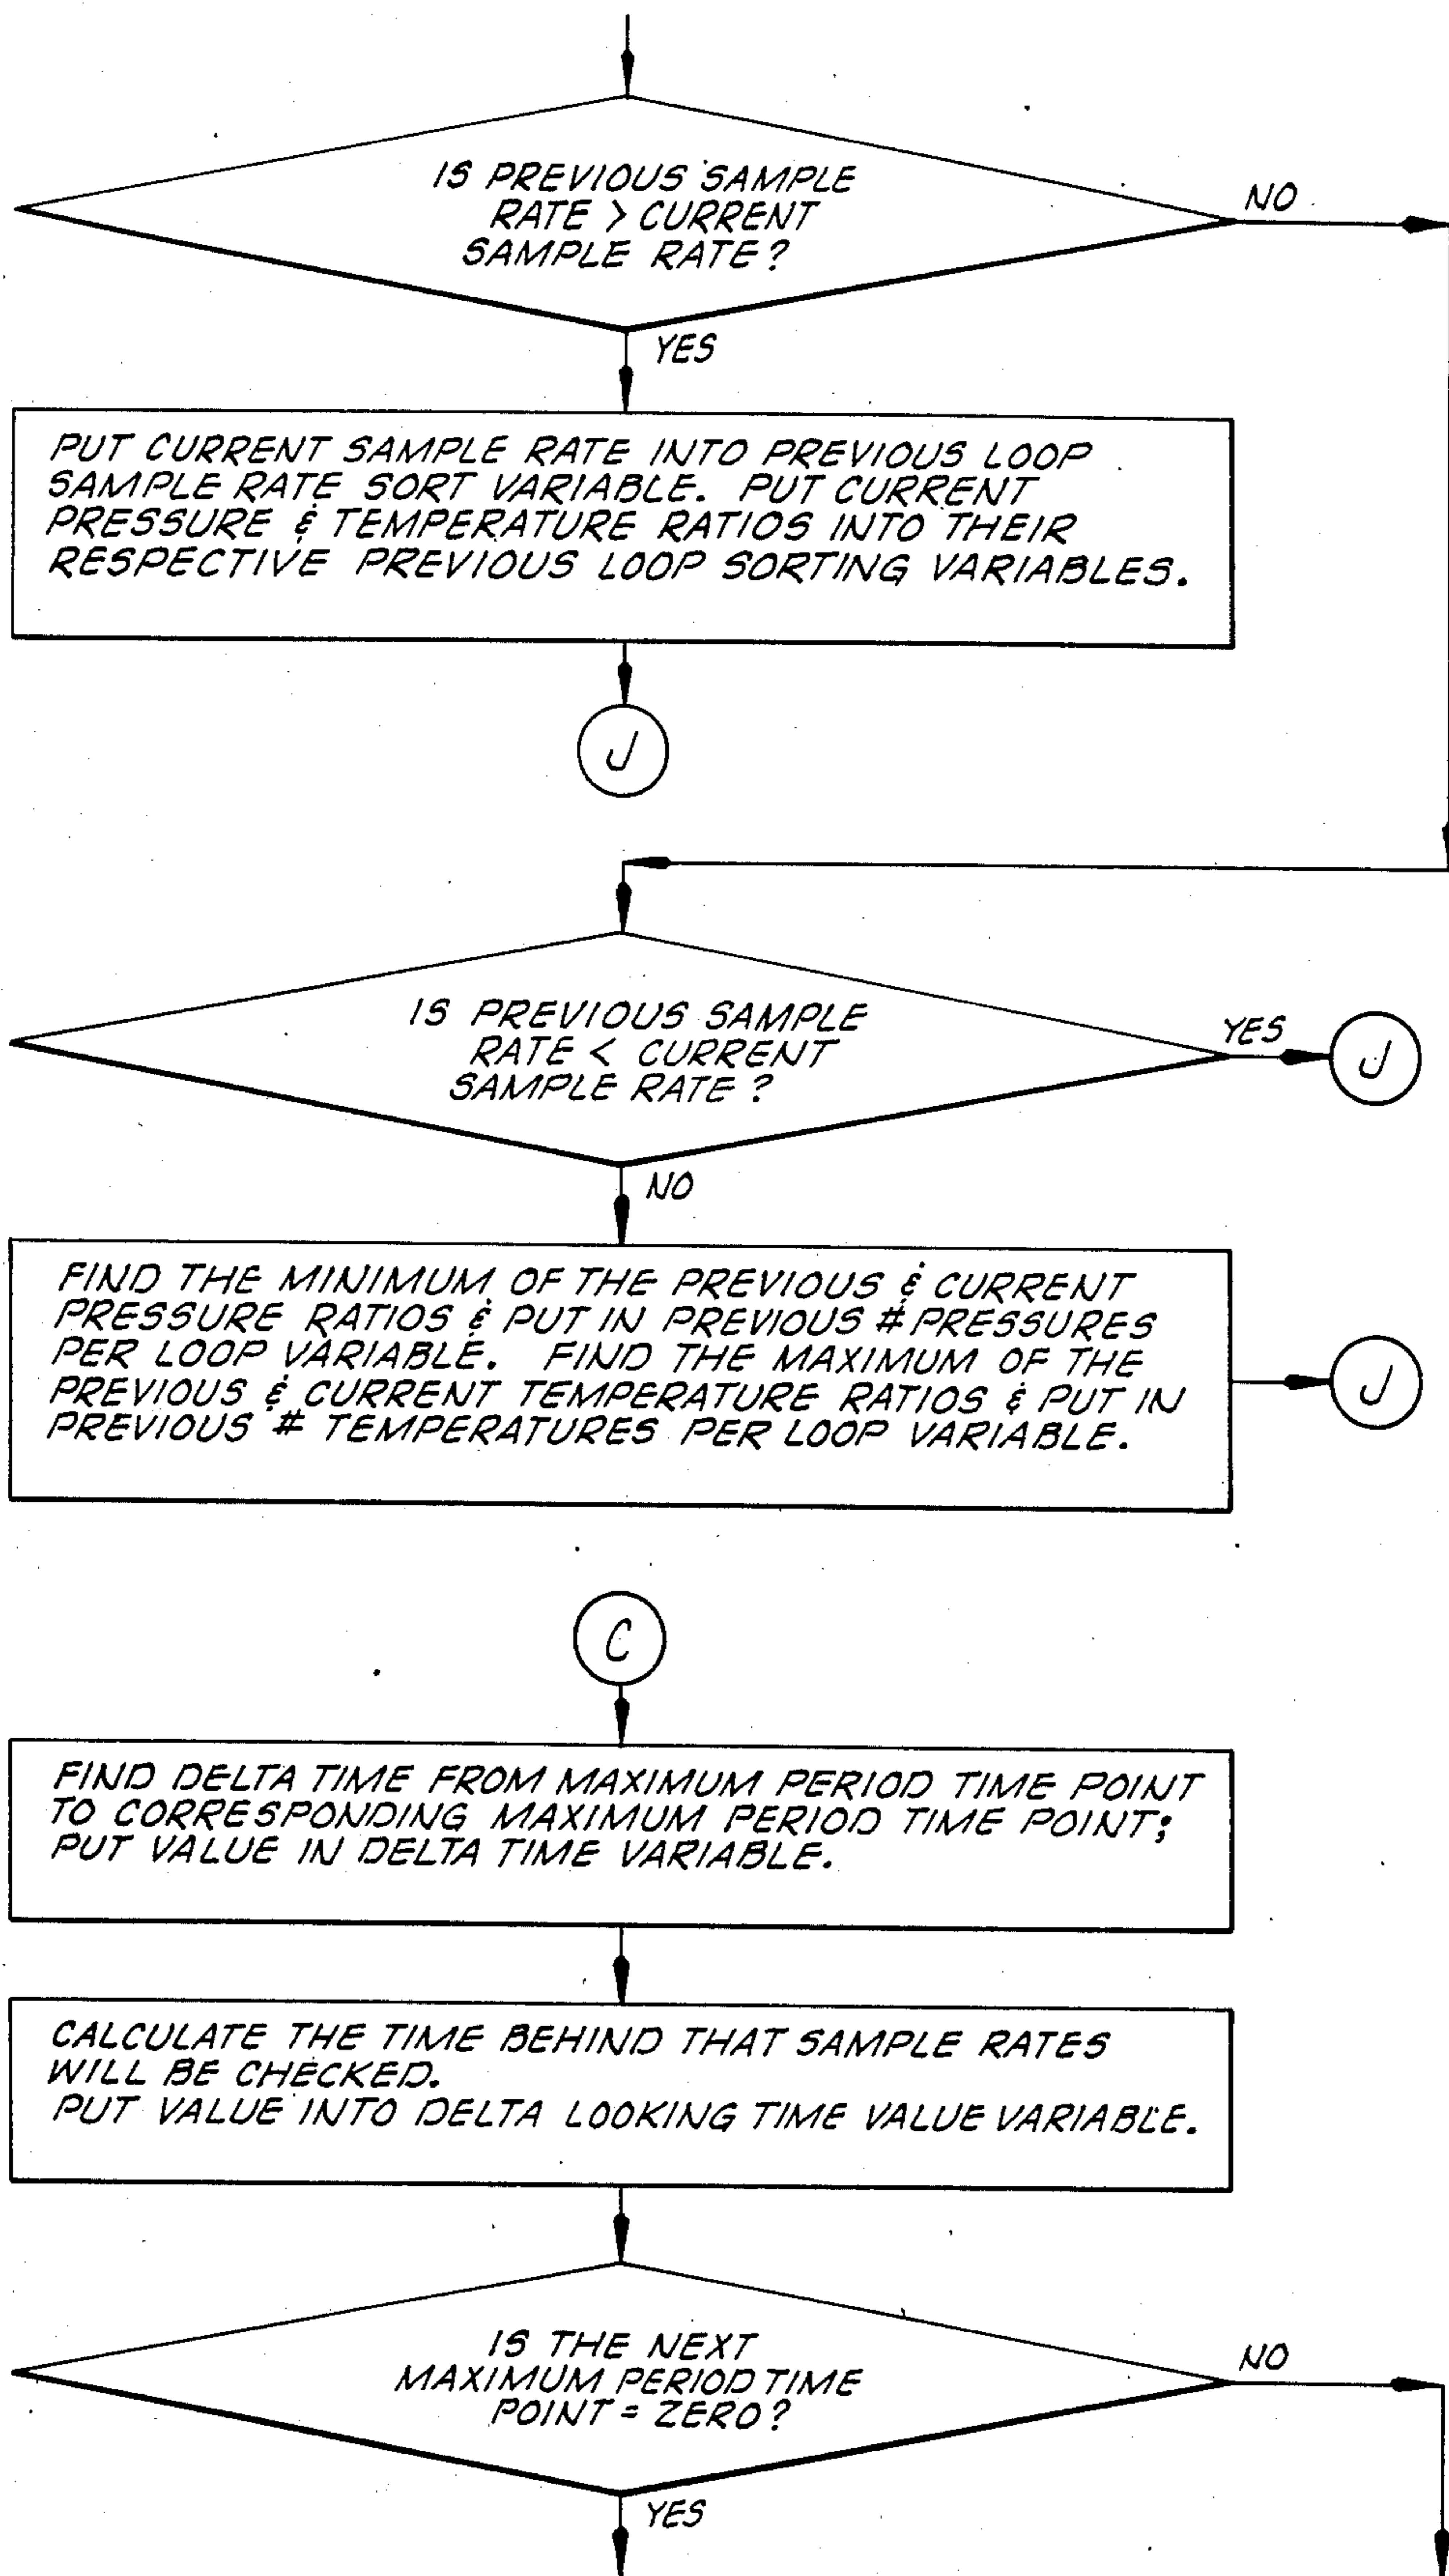 IS PREVIOUS SAMPLE
RATE > CURRENT
SAMPLE RATE?
NO
YES
PUT CURRENT SAMPLE RATE INTO PREVIOUS LOOP
SAMPLE RATE SORT VARIABLE. PUT CURRENT
PRESSURE & TEMPERATURE RATIOS INTO THEIR
RESPECTIVE PREVIOUS LOOP SORTING VARIABLES.
J
IS PREVIOUS SAMPLE
RATE < CURRENT
SAMPLE RATE?
YES
J
NO
FIND THE MINIMUM OF THE PREVIOUS & CURRENT
PRESSURE RATIOS & PUT IN PREVIOUS # PRESSURES
PER LOOP VARIABLE. FIND THE MAXIMUM OF THE
PREVIOUS & CURRENT TEMPERATURE RATIOS & PUT IN
PREVIOUS # TEMPERATURES PER LOOP VARIABLE.
J
C
FIND DELTA TIME FROM MAXIMUM PERIOD TIME POINT
TO CORRESPONDING MAXIMUM PERIOD TIME POINT;
PUT VALUE IN DELTA TIME VARIABLE.
CALCULATE THE TIME BEHIND THAT SAMPLE RATES
WILL BE CHECKED.
PUT VALUE INTO DELTA LOOKING TIME VALUE VARIABLE.
IS THE NEXT
MAXIMUM PERIOD TIME
POINT = ZERO?
NO
YES